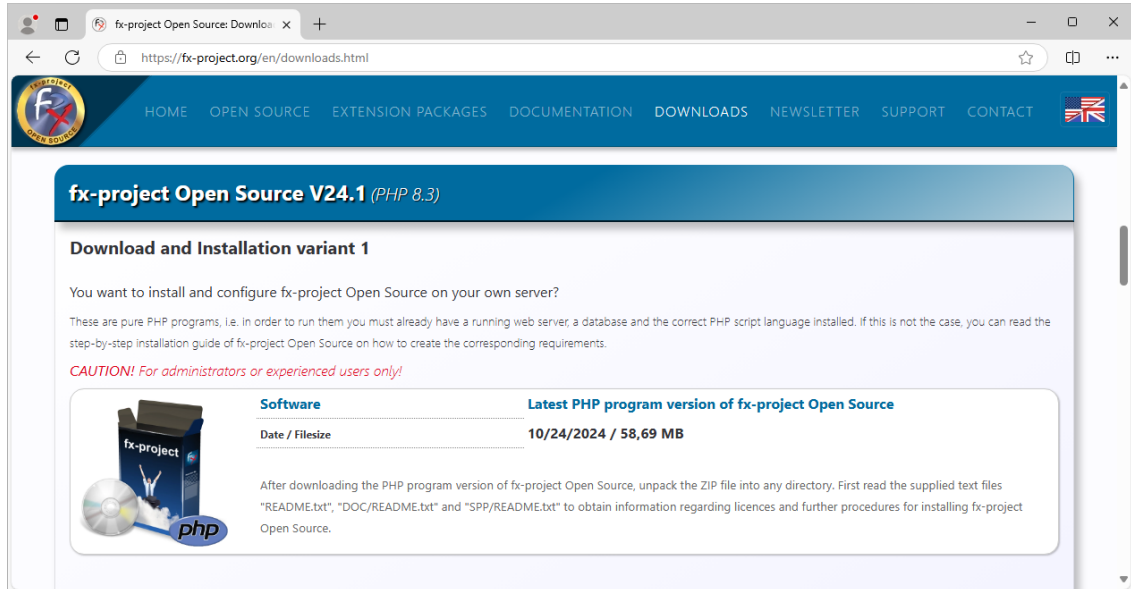 fx-project Open Source: Downloa
https://fx-project.org/en/downloads.html
fx-project
OPEN SOURCE
HOME OPEN SOURCE EXTENSION PACKAGES DOCUMENTATION DOWNLOADS NEWSLETTER SUPPORT CONTACT
fx-project Open Source V24.1 (PHP 8.3)
Download and Installation variant 1
You want to install and configure fx-project Open Source on your own server?
These are pure PHP programs, i.e. in order to run them you must already have a running web server, a database and the correct PHP script language installed. If this is not the case, you can read the
step-by-step installation guide of fx-project Open Source on how to create the corresponding requirements.
CAUTION! For administrators or experienced users only!
fx-project
php
Software Latest PHP program version of fx-project Open Source
Date / Filesize 10/24/2024 / 58,69 MB
After downloading the PHP program version of fx-project Open Source, unpack the ZIP file into any directory. First read the supplied text files
"README.txt", "DOC/README.txt" and "SPP/README.txt" to obtain information regarding licences and further procedures for installing fx-project
Open Source.